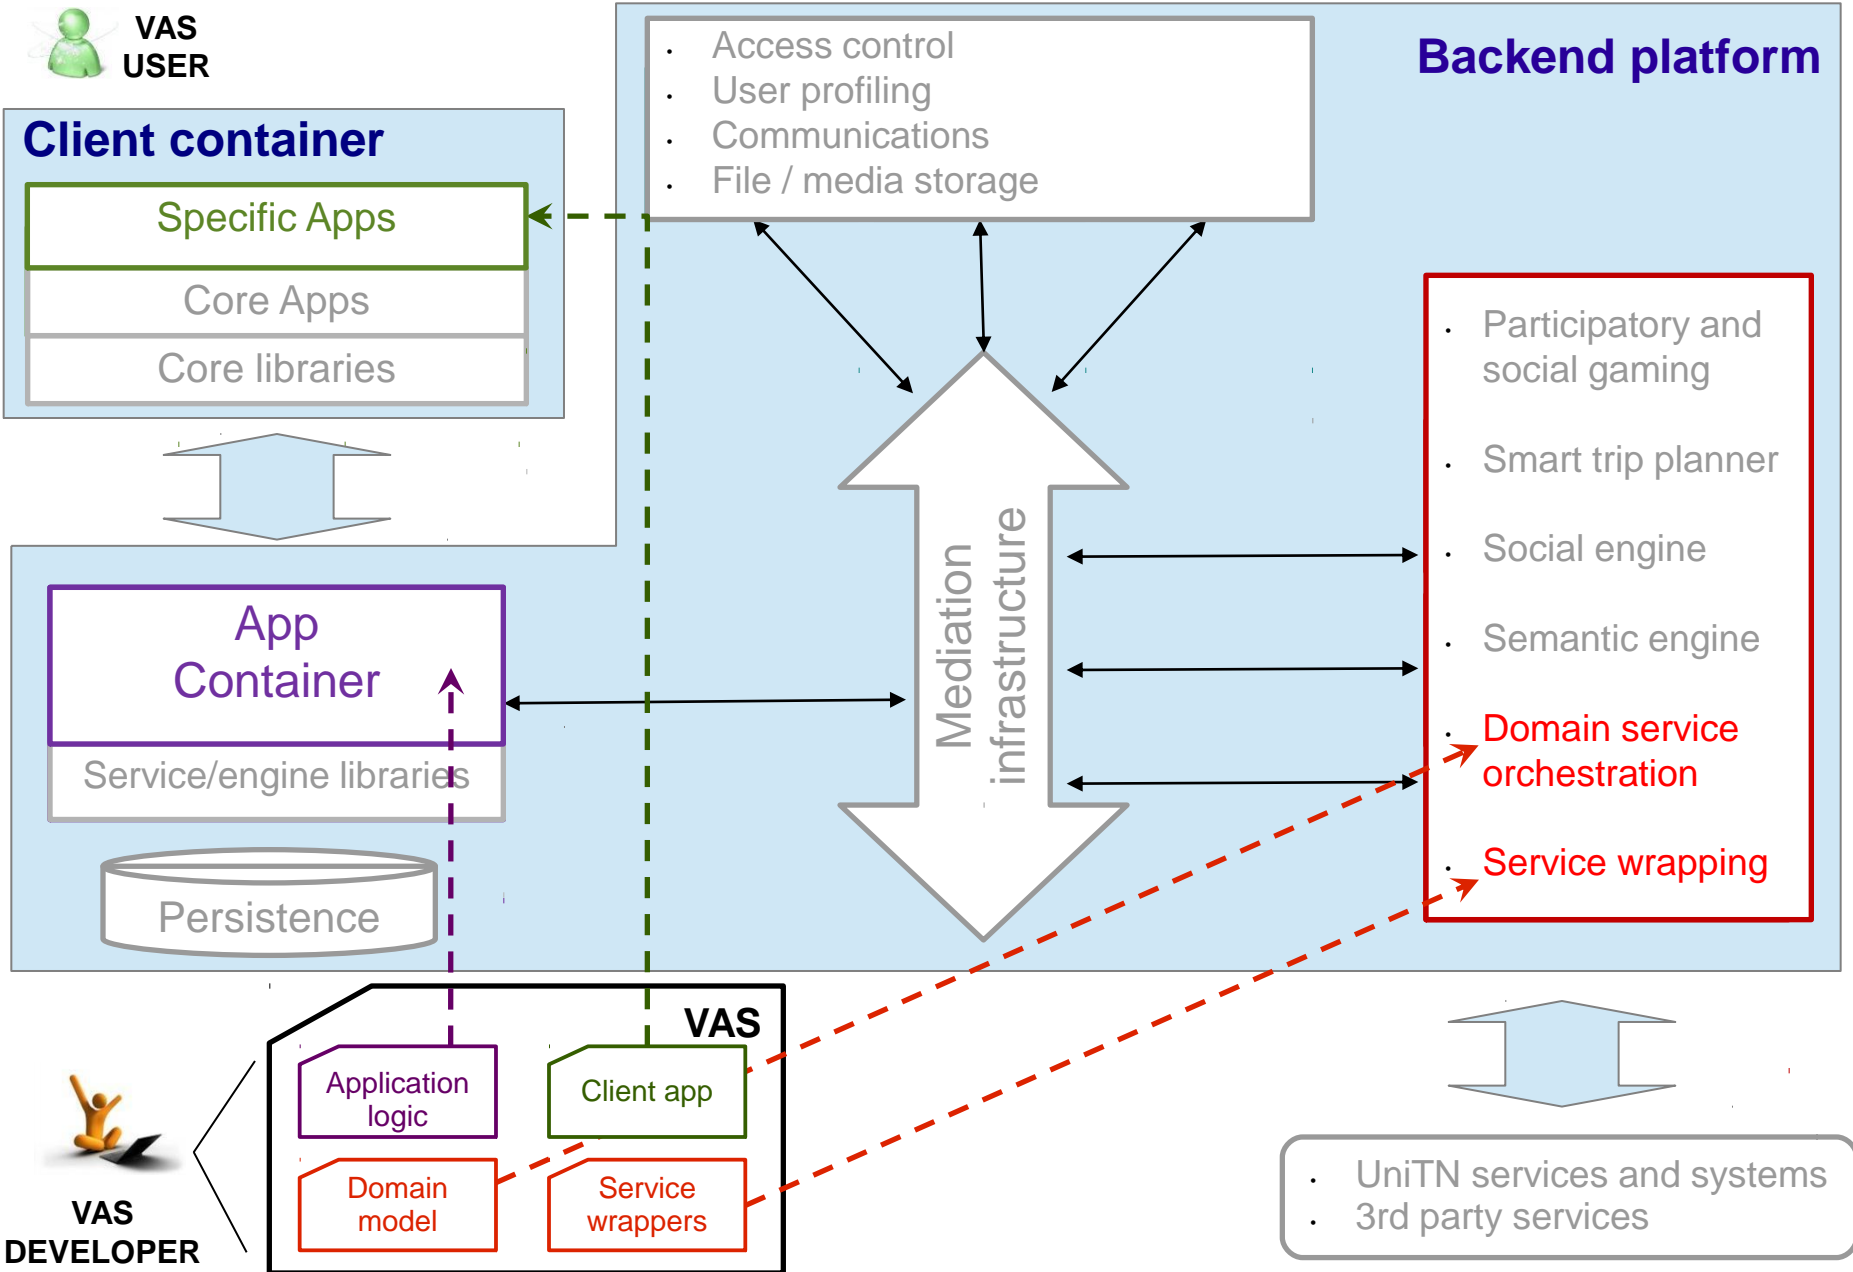 VAS
USER
Client container
Specific Apps
Core Apps
Core libraries
Backend platform
· Access control
· User profiling
· Communications
· File / media storage
· Participatory and
social gaming
· Smart trip planner
· Social engine
· Semantic engine
· Domain service
orchestration
· Service wrapping
Mediation
infrastructure
App
Container
Service/engine libraries
Persistence
VAS
Application
logic
Client app
Domain
model
Service
wrappers
VAS
DEVELOPER
· UniTN services and systems
· 3rd party services